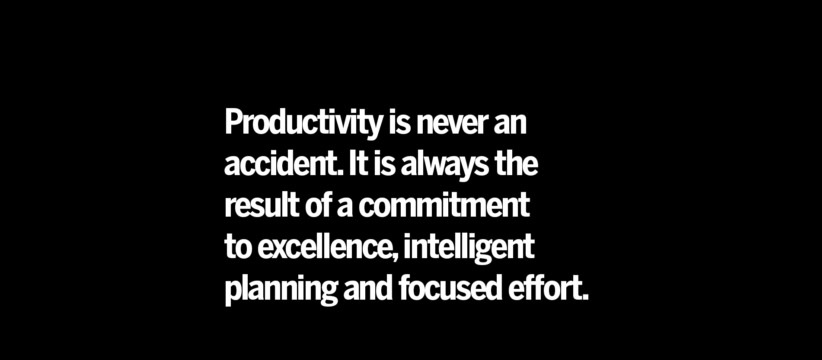 Productivity is never an
accident. It is always the
result of a commitment
to excellence, intelligent
planning and focused effort.